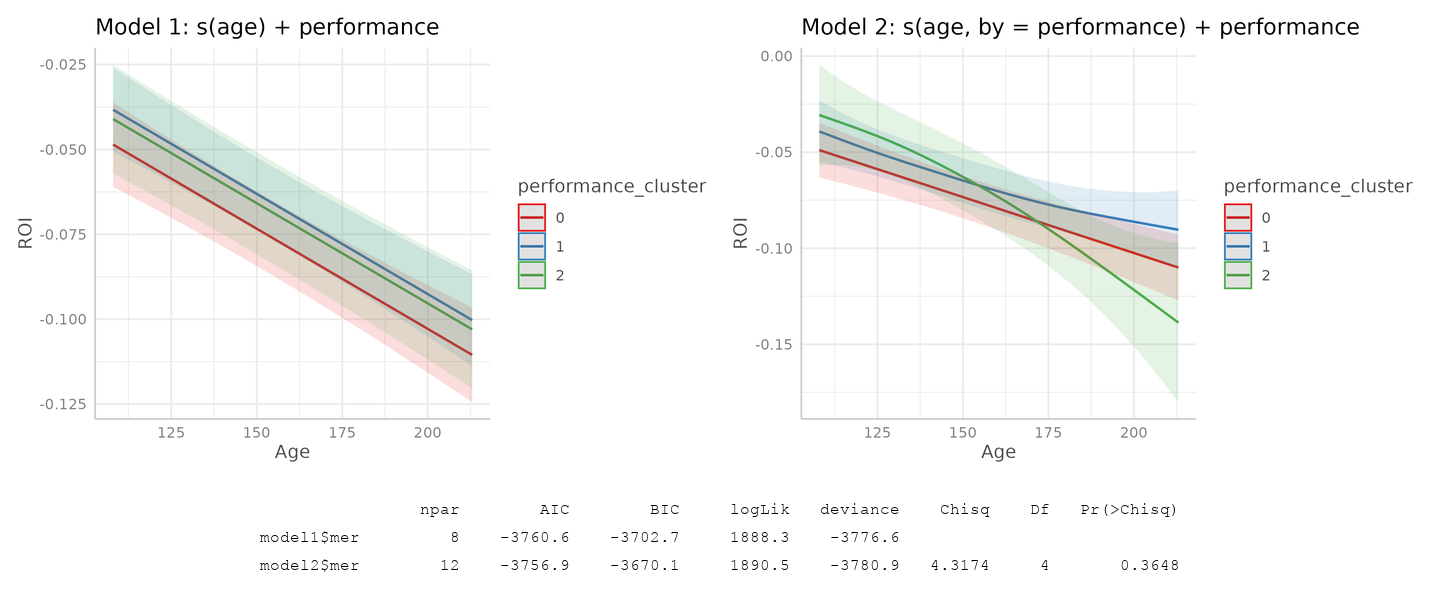 Model 1: s(age) + performance
-0.025
-0.050
-0.075
-0.100
-0.125
ROI
125 150 175 200
Age
performance_cluster
0
1
2
Model 2: s(age, by = performance) + performance
0.00
-0.05
-0.10
-0.15
ROI
125 150 175 200
Age
performance_cluster
0
1
2
npar AIC BIC logLik deviance Chisq Df Pr(>Chisq)
model1$mer 8 -3760.6 -3702.7 1888.3 -3776.6
model2$mer 12 -3756.9 -3670.1 1890.5 -3780.9 4.3174 4 0.3648